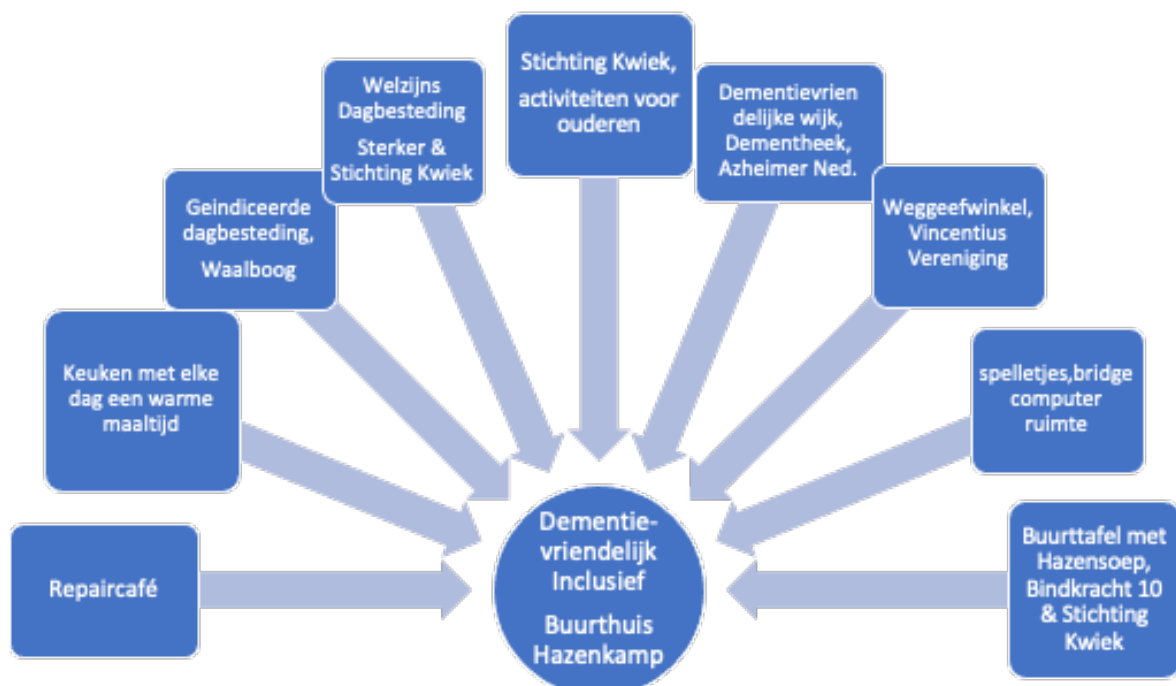 Repaircafé
Keuken met elke
dag een warme
maaltijd
Geindiceerde
dagbesteding,
Waalboog
Welzijns
Dagbesteding
Sterker &
Stichting Kwiek
Stichting Kwiek,
activiteiten voor
ouderen
Dementievrien
delijke wijk,
Dementheek,
Azheimer Ned.
Weggeefwinkel,
Vincentius
Vereniging
spelletjes,bridge
computer
ruimte
Buurttafel met
Hazensoep,
Bindkracht 10
& Stichting
Kwiek
Dementie-
vriendelijk
Inclusief
Buurthuis
Hazenkamp